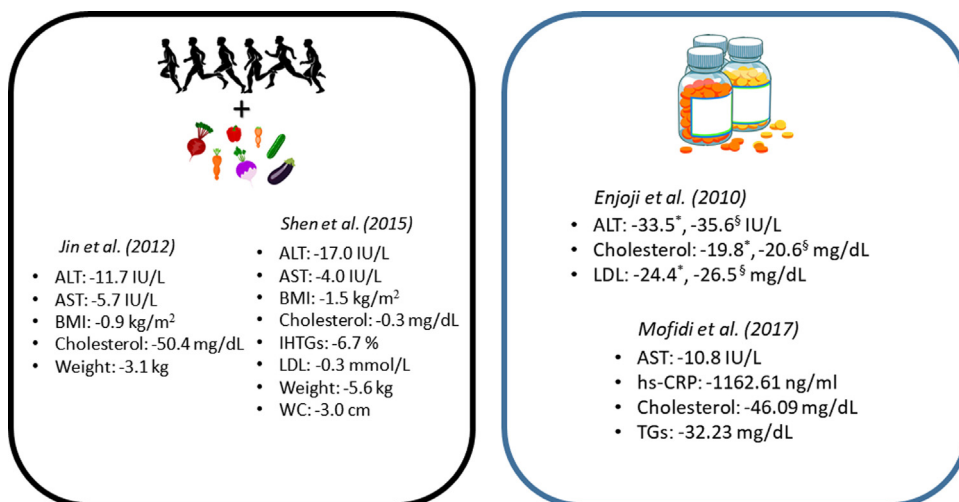 +
Jin et al. (2012)
• ALT: -11.7 IU/L
• AST: -5.7 IU/L
• BMI: -0.9 kg/m²
• Cholesterol: -50.4 mg/dL
• Weight: -3.1 kg
Shen et al. (2015)
• ALT: -17.0 IU/L
• AST: -4.0 IU/L
• BMI: -1.5 kg/m²
• Cholesterol: -0.3 mg/dL
• IHTGs: -6.7 %
• LDL: -0.3 mmol/L
• Weight: -5.6 kg
• WC: -3.0 cm
Enjoji et al. (2010)
• ALT: -33.5*, -35.6§ IU/L
• Cholesterol: -19.8*, -20.6§ mg/dL
• LDL: -24.4*, -26.5§ mg/dL
Mofidi et al. (2017)
• AST: -10.8 IU/L
• hs-CRP: -1162.61 ng/ml
• Cholesterol: -46.09 mg/dL
• TGs: -32.23 mg/dL